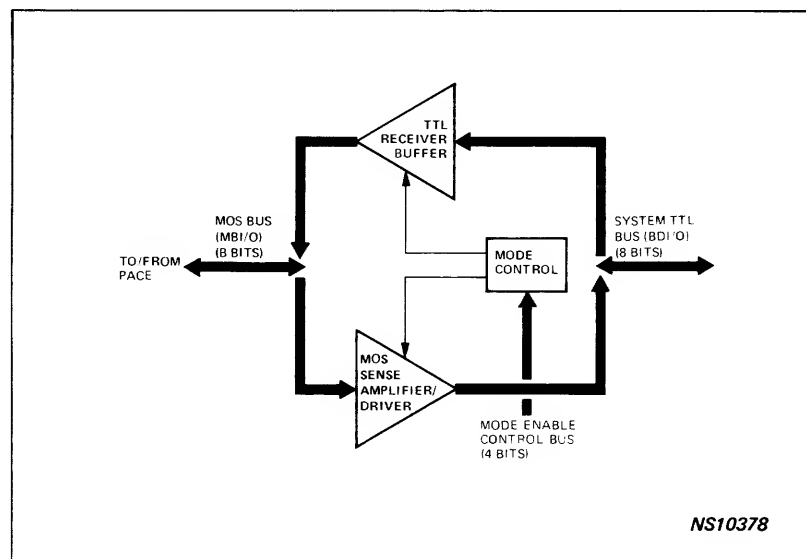 TTL
RECEIVER
BUFFER
MOS BUS
(MBI/O)
(8 BITS)
TO/FROM
PACE
MODE
CONTROL
SYSTEM TTL
BUS (BDI/O)
(8 BITS)
MOS
SENSE
AMPLIFIER/
DRIVER
MODE ENABLE
CONTROL BUS
(4 BITS)
NS10378